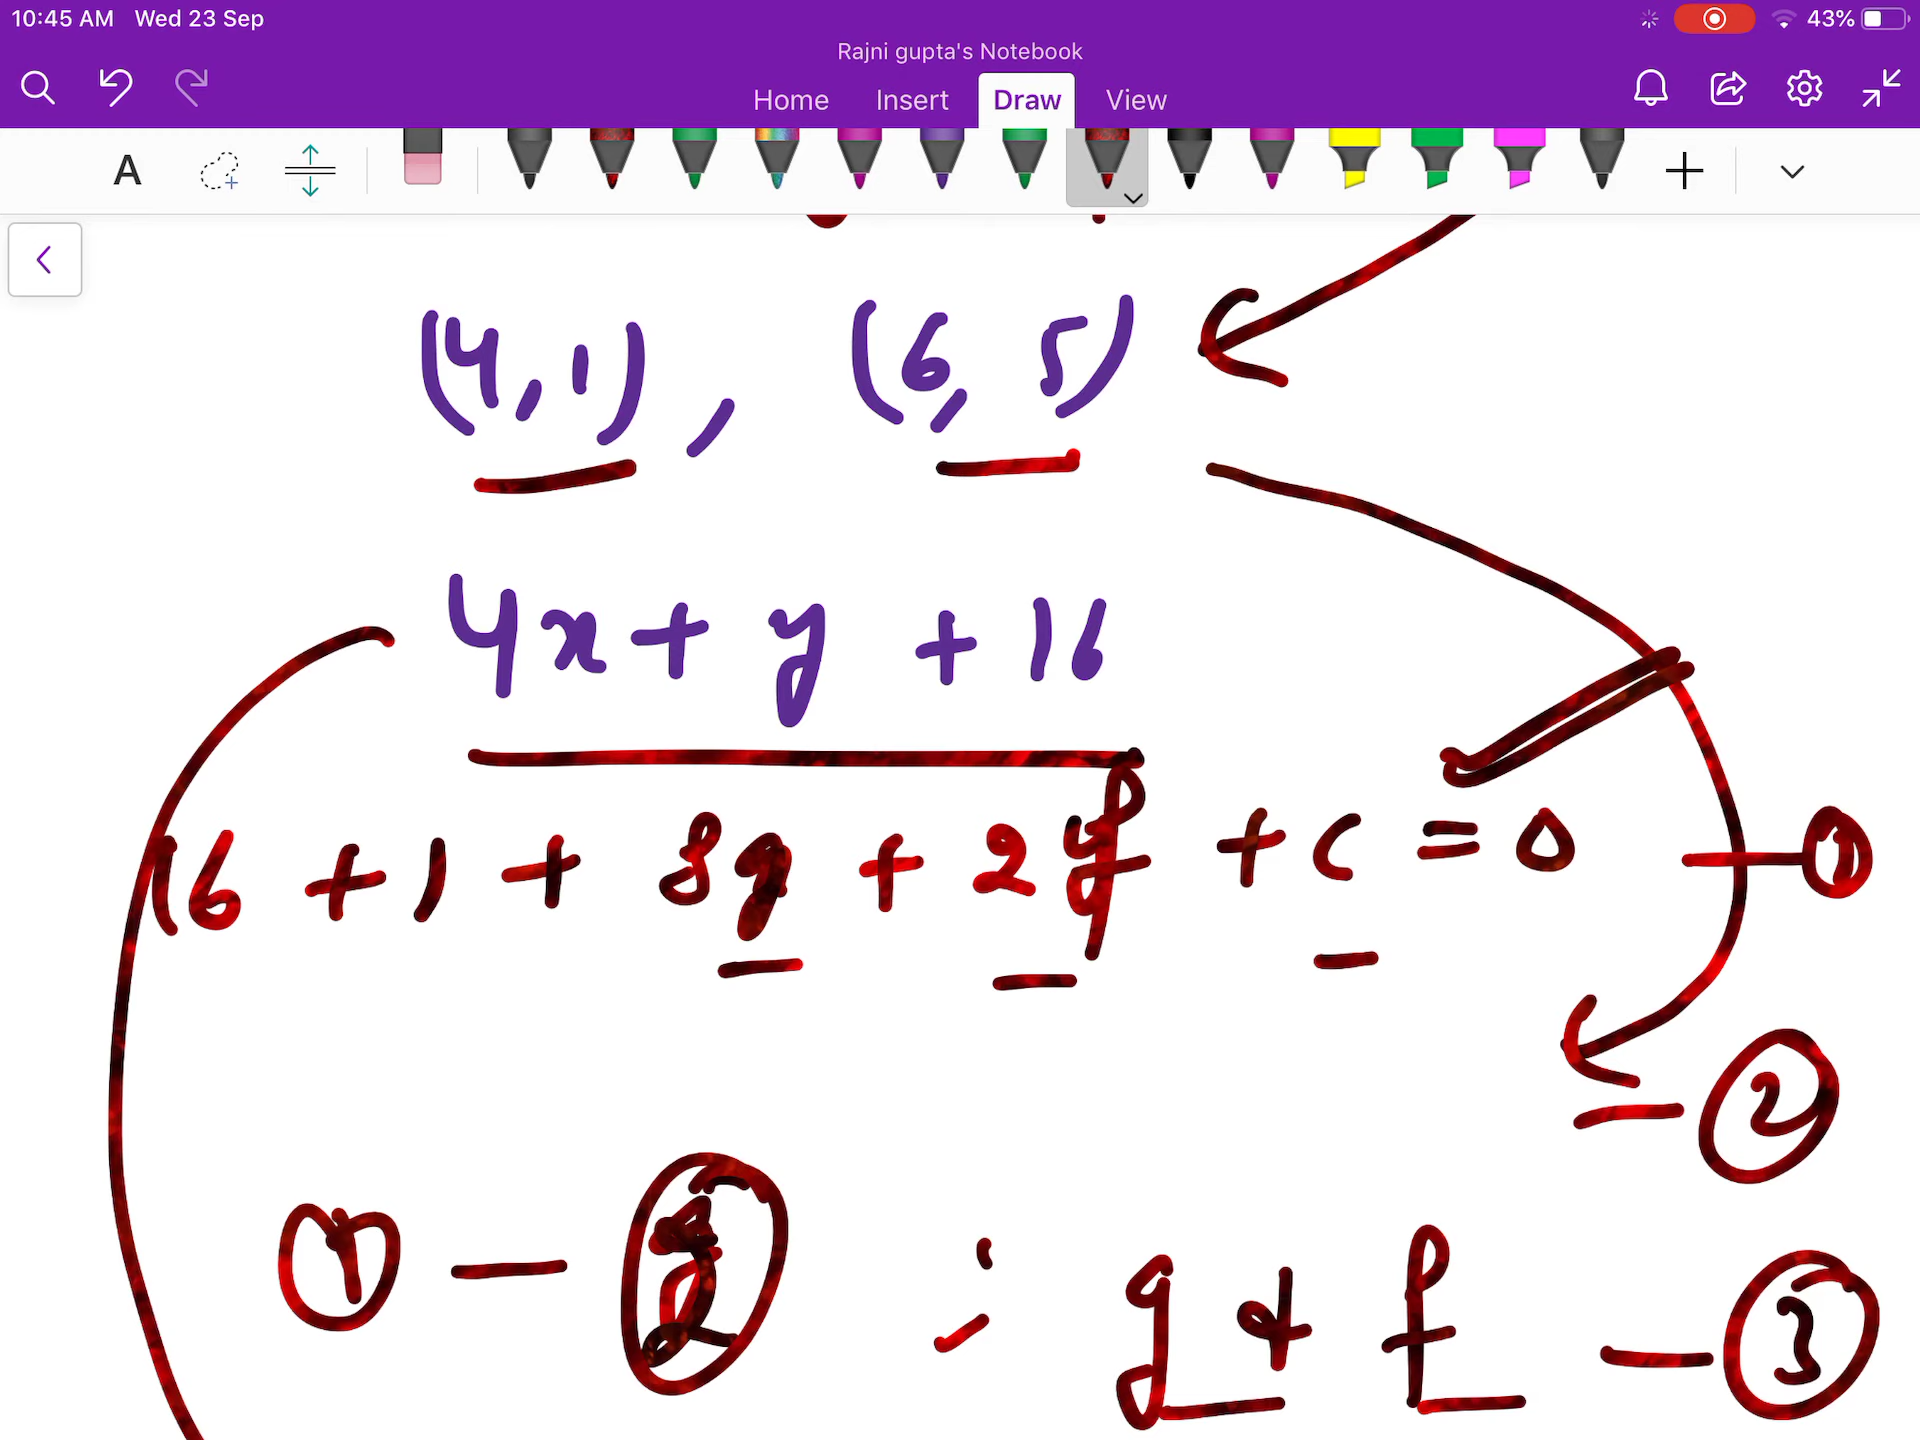 10:45 AM Wed 23 Sep
43%
Rajni gupta's Notebook
Home Insert Draw View
A
(4,1), (6, 5)
4x + y + 16
16 + 1 + 8g + 2f + c = 0 — ①
— ②
① — ② : g & f — ③